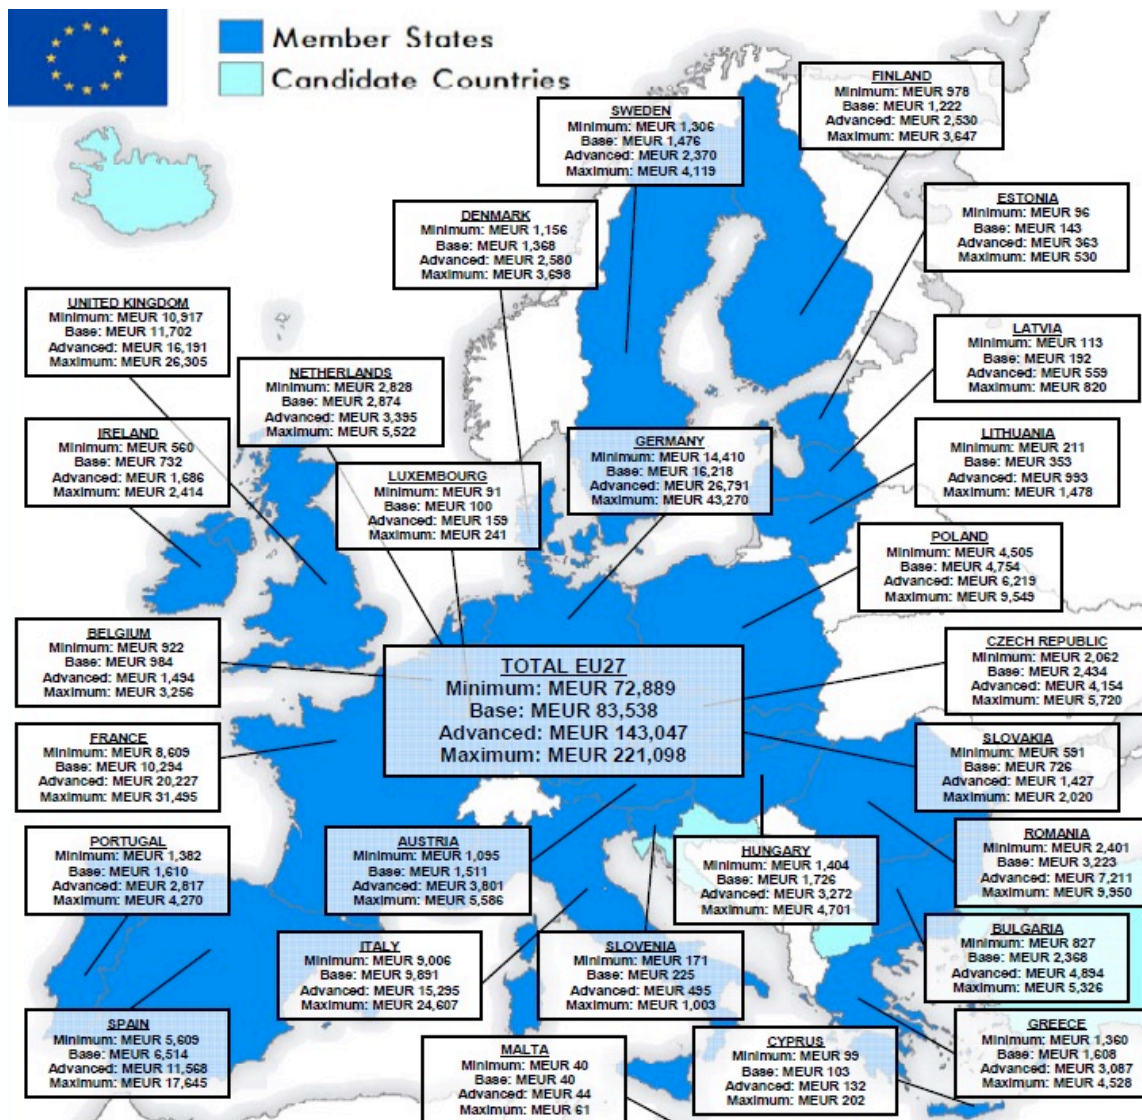 Member States
Candidate Countries
FINLAND
Minimum: MEUR 978
Base: MEUR 1,222
Advanced: MEUR 2,530
Maximum: MEUR 3,647
SWEDEN
Minimum: MEUR 1,306
Base: MEUR 1,476
Advanced: MEUR 2,370
Maximum: MEUR 4,119
ESTONIA
Minimum: MEUR 96
Base: MEUR 143
Advanced: MEUR 363
Maximum: MEUR 530
DENMARK
Minimum: MEUR 1,156
Base: MEUR 1,368
Advanced: MEUR 2,580
Maximum: MEUR 3,698
UNITED KINGDOM
Minimum: MEUR 10,917
Base: MEUR 11,702
Advanced: MEUR 16,191
Maximum: MEUR 26,305
LATVIA
Minimum: MEUR 113
Base: MEUR 192
Advanced: MEUR 559
Maximum: MEUR 820
NETHERLANDS
Minimum: MEUR 2,828
Base: MEUR 2,874
Advanced: MEUR 3,395
Maximum: MEUR 5,522
IRELAND
Minimum: MEUR 560
Base: MEUR 732
Advanced: MEUR 1,686
Maximum: MEUR 2,414
GERMANY
Minimum: MEUR 14,410
Base: MEUR 16,218
Advanced: MEUR 26,791
Maximum: MEUR 43,270
LITHUANIA
Minimum: MEUR 211
Base: MEUR 353
Advanced: MEUR 993
Maximum: MEUR 1,478
LUXEMBOURG
Minimum: MEUR 91
Base: MEUR 100
Advanced: MEUR 159
Maximum: MEUR 241
POLAND
Minimum: MEUR 4,505
Base: MEUR 4,754
Advanced: MEUR 6,219
Maximum: MEUR 9,549
BELGIUM
Minimum: MEUR 922
Base: MEUR 984
Advanced: MEUR 1,494
Maximum: MEUR 3,256
CZECH REPUBLIC
Minimum: MEUR 2,062
Base: MEUR 2,434
Advanced: MEUR 4,154
Maximum: MEUR 5,720
TOTAL EU27
Minimum: MEUR 72,889
Base: MEUR 83,538
Advanced: MEUR 143,047
Maximum: MEUR 221,098
FRANCE
Minimum: MEUR 8,609
Base: MEUR 10,294
Advanced: MEUR 20,227
Maximum: MEUR 31,495
SLOVAKIA
Minimum: MEUR 591
Base: MEUR 726
Advanced: MEUR 1,427
Maximum: MEUR 2,020
PORTUGAL
Minimum: MEUR 1,382
Base: MEUR 1,610
Advanced: MEUR 2,817
Maximum: MEUR 4,270
AUSTRIA
Minimum: MEUR 1,095
Base: MEUR 1,511
Advanced: MEUR 3,801
Maximum: MEUR 5,586
HUNGARY
Minimum: MEUR 1,404
Base: MEUR 1,726
Advanced: MEUR 3,272
Maximum: MEUR 4,701
ROMANIA
Minimum: MEUR 2,401
Base: MEUR 3,223
Advanced: MEUR 7,211
Maximum: MEUR 9,950
ITALY
Minimum: MEUR 9,006
Base: MEUR 9,891
Advanced: MEUR 15,295
Maximum: MEUR 24,607
SLOVENIA
Minimum: MEUR 171
Base: MEUR 225
Advanced: MEUR 495
Maximum: MEUR 1,003
BULGARIA
Minimum: MEUR 827
Base: MEUR 2,368
Advanced: MEUR 4,894
Maximum: MEUR 5,326
SPAIN
Minimum: MEUR 5,609
Base: MEUR 6,514
Advanced: MEUR 11,568
Maximum: MEUR 17,645
MALTA
Minimum: MEUR 40
Base: MEUR 40
Advanced: MEUR 44
Maximum: MEUR 61
CYPRUS
Minimum: MEUR 99
Base: MEUR 103
Advanced: MEUR 132
Maximum: MEUR 202
GREECE
Minimum: MEUR 1,360
Base: MEUR 1,608
Advanced: MEUR 3,087
Maximum: MEUR 4,528